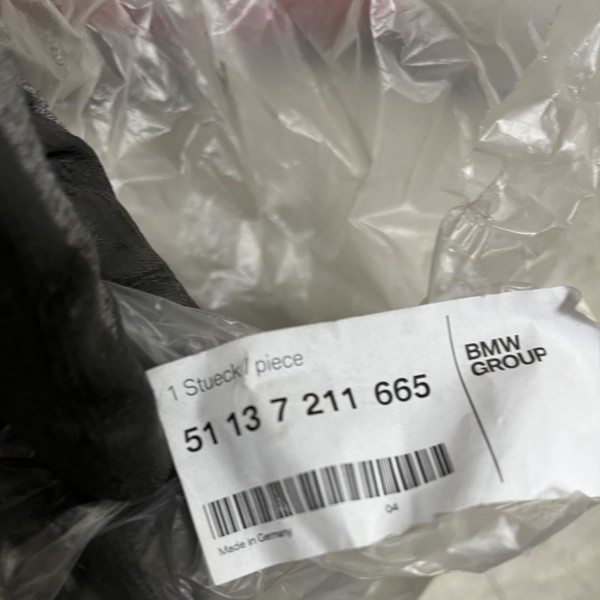 1 Stueck / piece
51 13 7 211 665
BMW
GROUP
04
Made in Germany